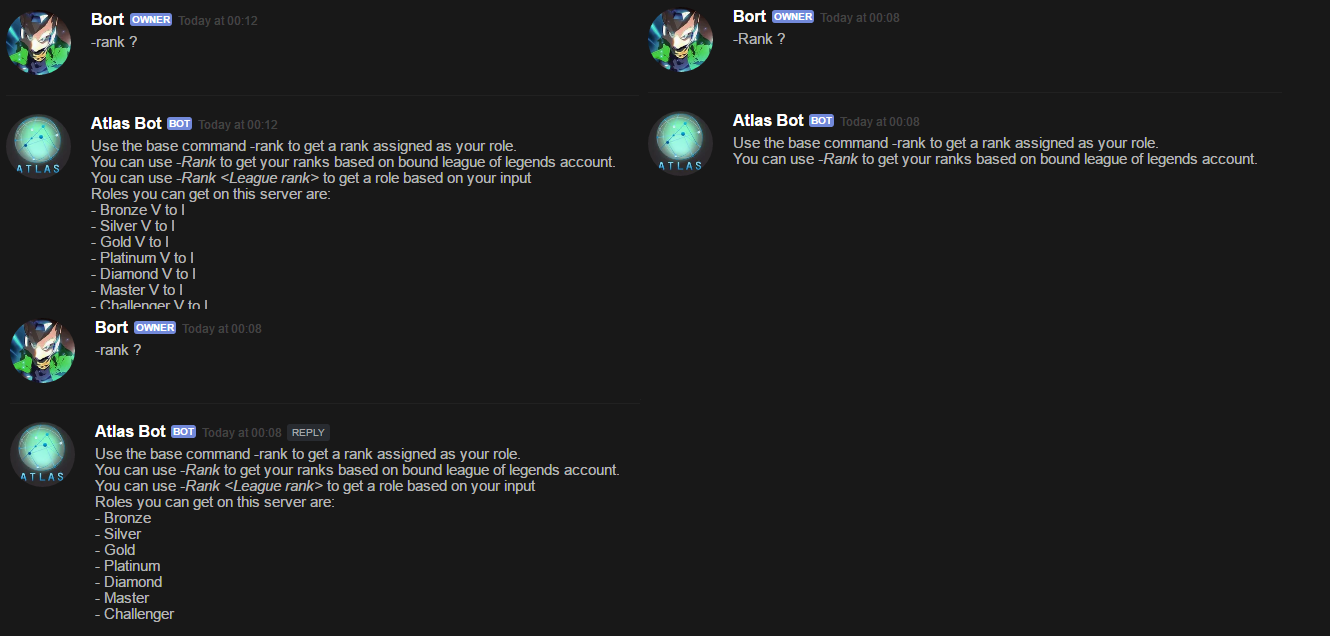 Bort OWNER Today at 00:12
-rank ?
ATLAS
Atlas Bot BOT Today at 00:12
Use the base command -rank to get a rank assigned as your role.
You can use -Rank to get your ranks based on bound league of legends account.
You can use -Rank <League rank> to get a role based on your input
Roles you can get on this server are:
- Bronze V to I
- Silver V to I
- Gold V to I
- Platinum V to I
- Diamond V to I
- Master V to I
- Challenger V to I
Bort OWNER Today at 00:08
-rank ?
ATLAS
Atlas Bot BOT Today at 00:08 REPLY
Use the base command -rank to get a rank assigned as your role.
You can use -Rank to get your ranks based on bound league of legends account.
You can use -Rank <League rank> to get a role based on your input
Roles you can get on this server are:
- Bronze
- Silver
- Gold
- Platinum
- Diamond
- Master
- Challenger
Bort OWNER Today at 00:08
-Rank ?
ATLAS
Atlas Bot BOT Today at 00:08
Use the base command -rank to get a rank assigned as your role.
You can use -Rank to get your ranks based on bound league of legends account.